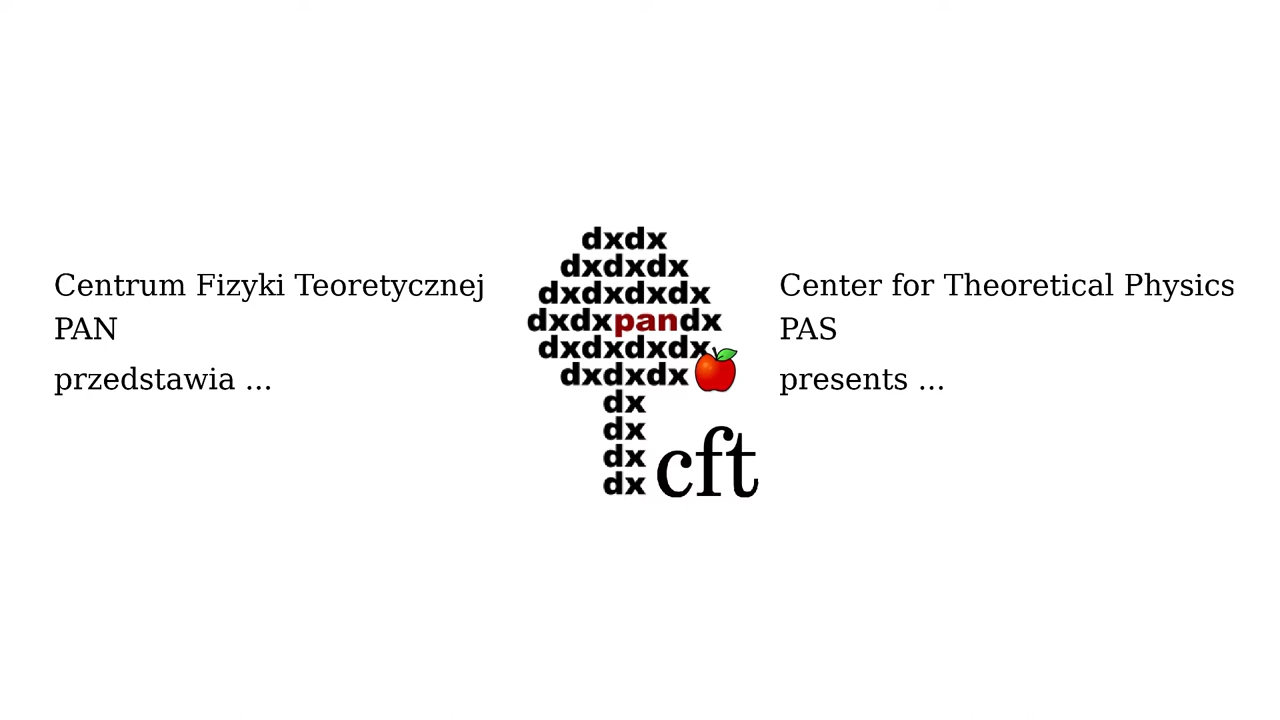 Centrum Fizyki Teoretycznej
PAN
przedstawia ...
dxdx
dxdxdx
dxdxdxdx
dxdxpandx
dxdxdxdx
dxdxdx
dx
dx
dx
dx
cft
Center for Theoretical Physics
PAS
presents ...